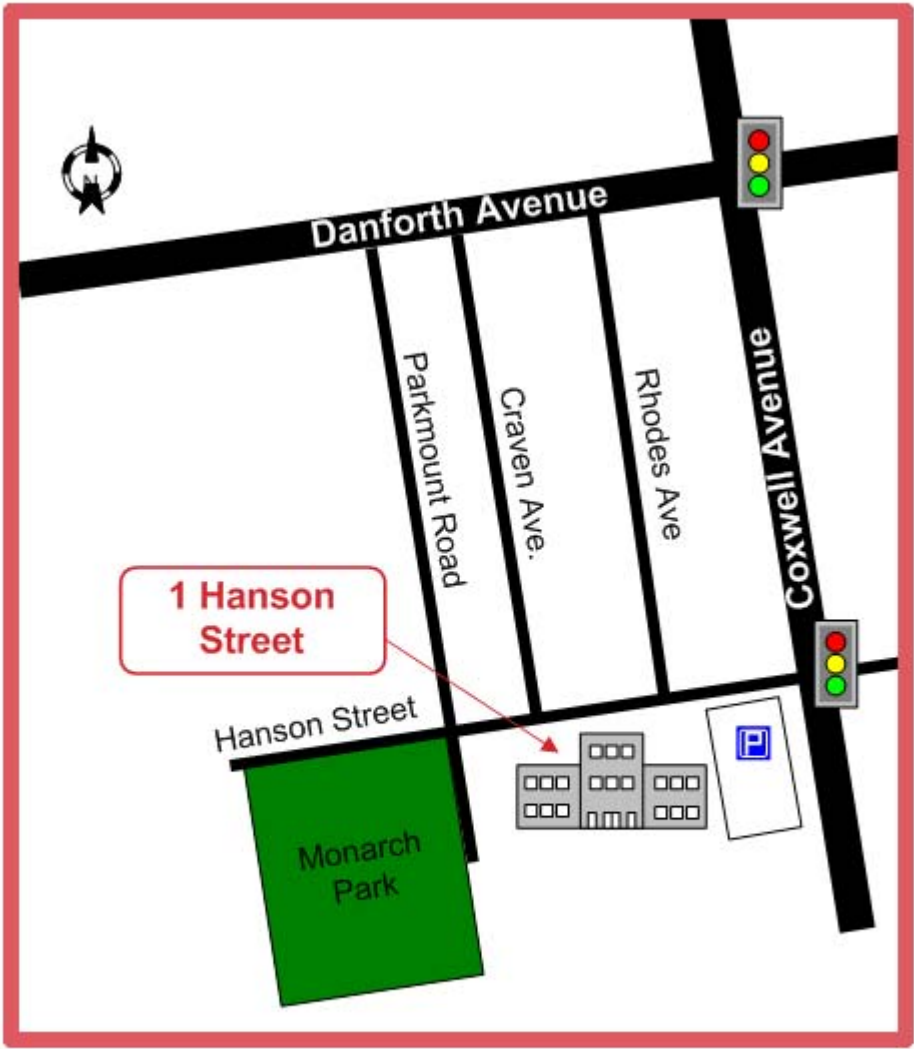 N
Danforth Avenue
Parkmount Road
Craven Ave.
Rhodes Ave
Coxwell Avenue
1 Hanson
Street
Hanson Street
P
Monarch
Park